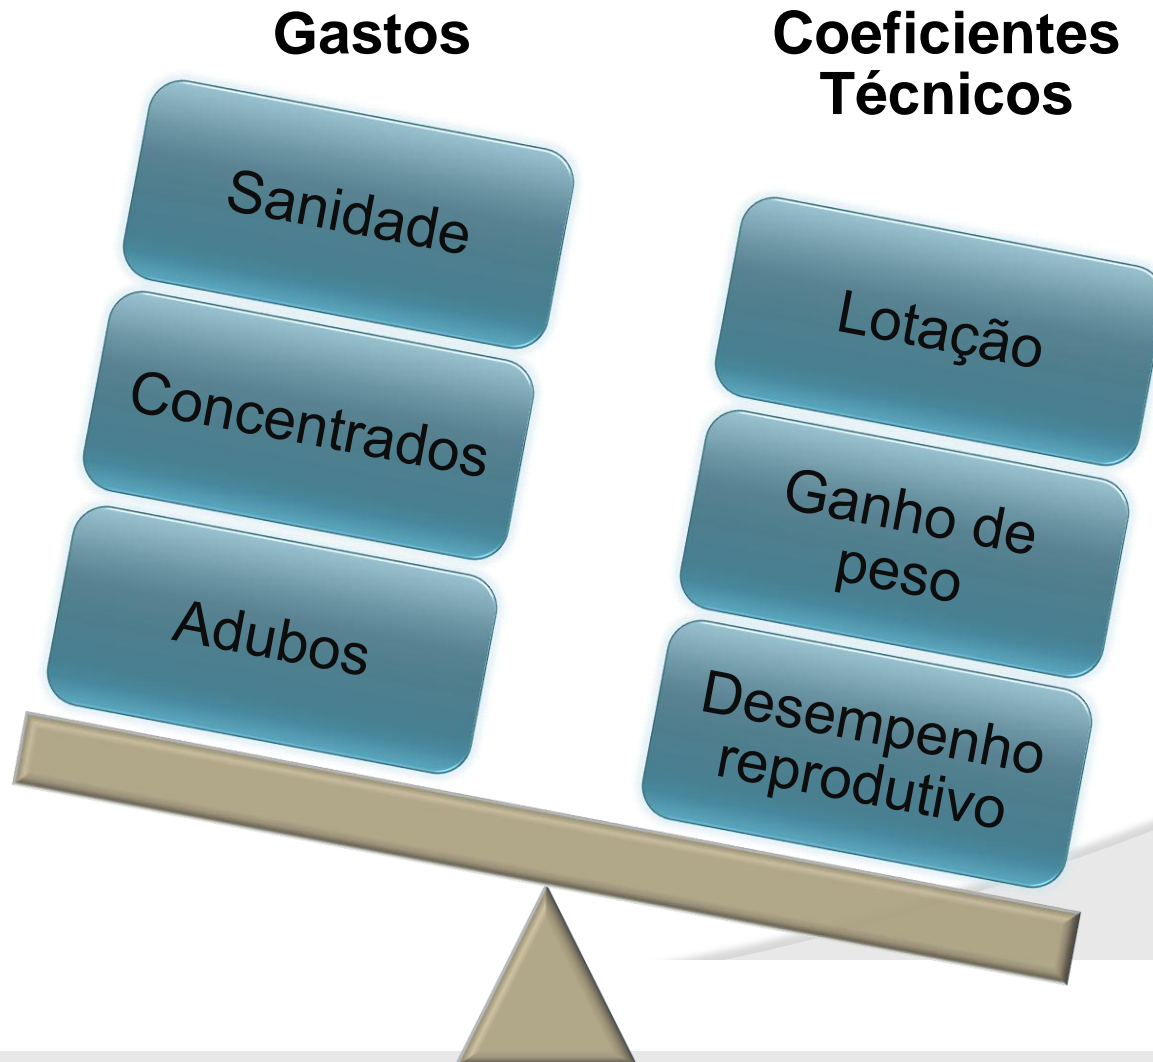 Gastos
Sanidade
Concentrados
Adubos
Coeficientes
Técnicos
Lotação
Ganho de
peso
Desempenho
reprodutivo